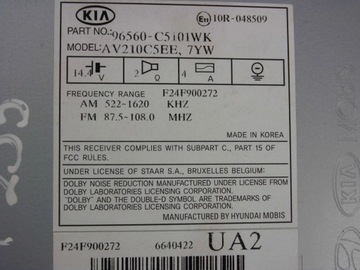 KIA
E11 10R-048509
PART NO.: 96560-C5101WK
MODEL: AV210C5EE, 7YW
14.4 V 2 Ω 4 A
FREQUENCY RANGE F24F900272
AM 522-1620 KHZ
FM 87.5-108.0 MHZ
MADE IN KOREA
THIS RECEIVER COMPLIES WITH SUBPART C., PART 15 OF
FCC RULES.
UNDER LICENSE OF STAAR S.A., BRUXELLES BELGIUM:
DOLBY NOISE REDUCTION MANUFACTURED UNDER LICENSE FROM
DOLBY LABORATORIES LICENSING CORPORATION.
"DOLBY" AND THE DOUBLE-D SYMBOL ARE TRADEMARKS OF
DOLBY LABORATORIES LICENSING CORPORATION.
MANUFACTURED BY HYUNDAI MOBIS
F24F900272 6640422 UA2